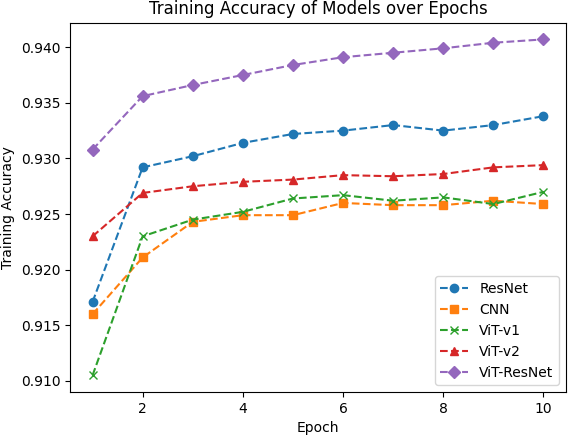 Training Accuracy of Models over Epochs
Training Accuracy
0.940
0.935
0.930
0.925
0.920
0.915
0.910
ResNet
CNN
ViT-v1
ViT-v2
ViT-ResNet
2 4 6 8 10
Epoch